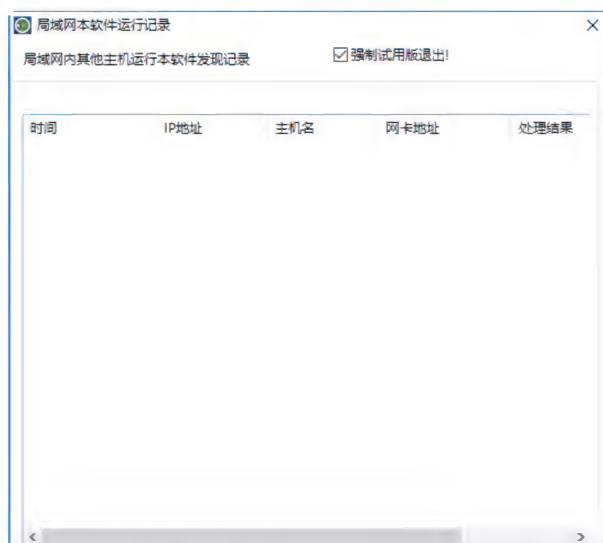 局域网本软件运行记录
局域网内其他主机运行本软件发现记录 强制试用版退出!
时间 IP地址 主机名 网卡地址 处理结果